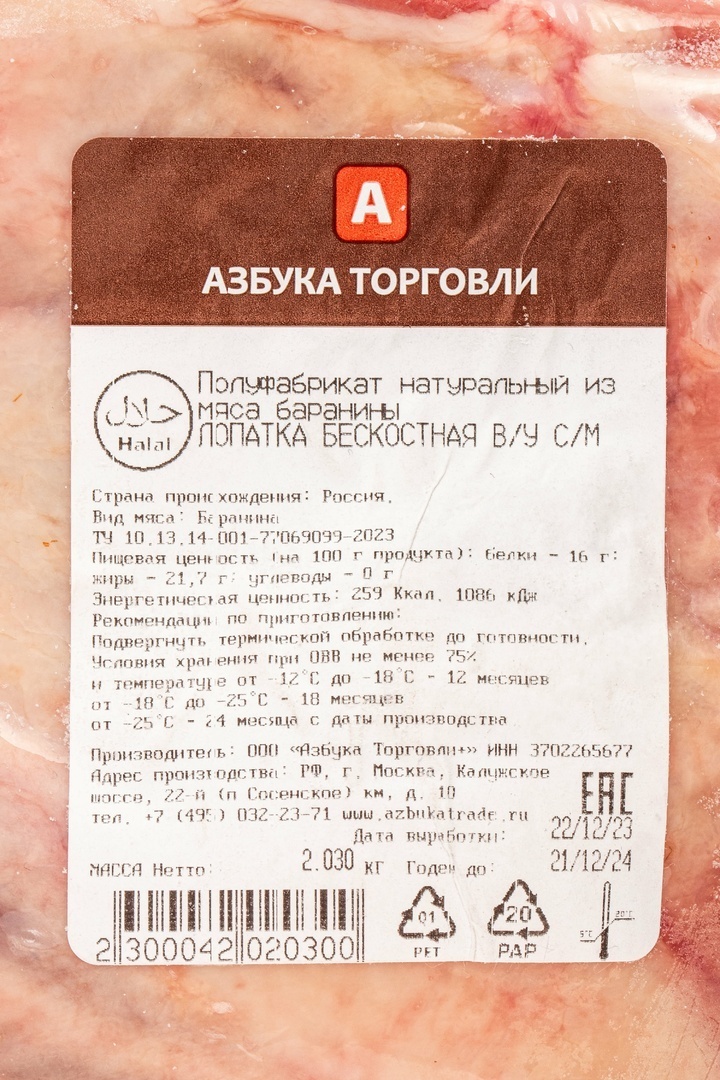 А
АЗБУКА ТОРГОВЛИ
حلال
Halal
Полуфабрикат натуральный из
мяса баранины
ЛОПАТКА БЕСКОСТНАЯ В/У С/М
Страна происхождения: Россия.
Вид мяса: Баранина
ТУ 10.13.14-001-77069099-2023
Пищевая ценность (на 100 г продукта): белки - 16 г;
жиры - 21,7 г; углеводы - 0 г
Энергетическая ценность: 259 Ккал, 1086 кДж
Рекомендации по приготовлению:
Подвергнуть термической обработке до готовности.
Условия хранения при ОВВ не менее 75%
и температуре от -12°С до -18°С - 12 месяцев
от -18°С до -25°С - 18 месяцев
от -25°С - 24 месяца с даты производства
Производитель: ООО «Азбука Торговли+» ИНН 3702265677
Адрес производства: РФ, г. Москва, Калужское
шоссе, 22-й (п Сосенское) км, д. 10
тел. +7 (495) 032-23-71 www.azbukatrade.ru
ЕАС
Дата выработки: 22/12/23
МАССА Нетто: 2.030 КГ Годен до: 21/12/24
2 300042 020300
01
PET
20
PAP
5°C
20°C